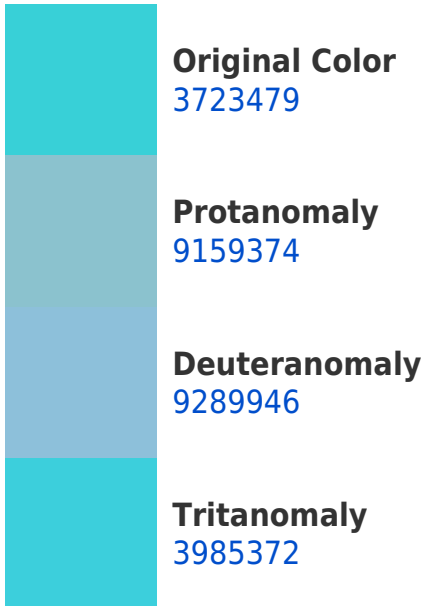 Original Color
3723479
Protanomaly
9159374
Deuteranomaly
9289946
Tritanomaly
3985372